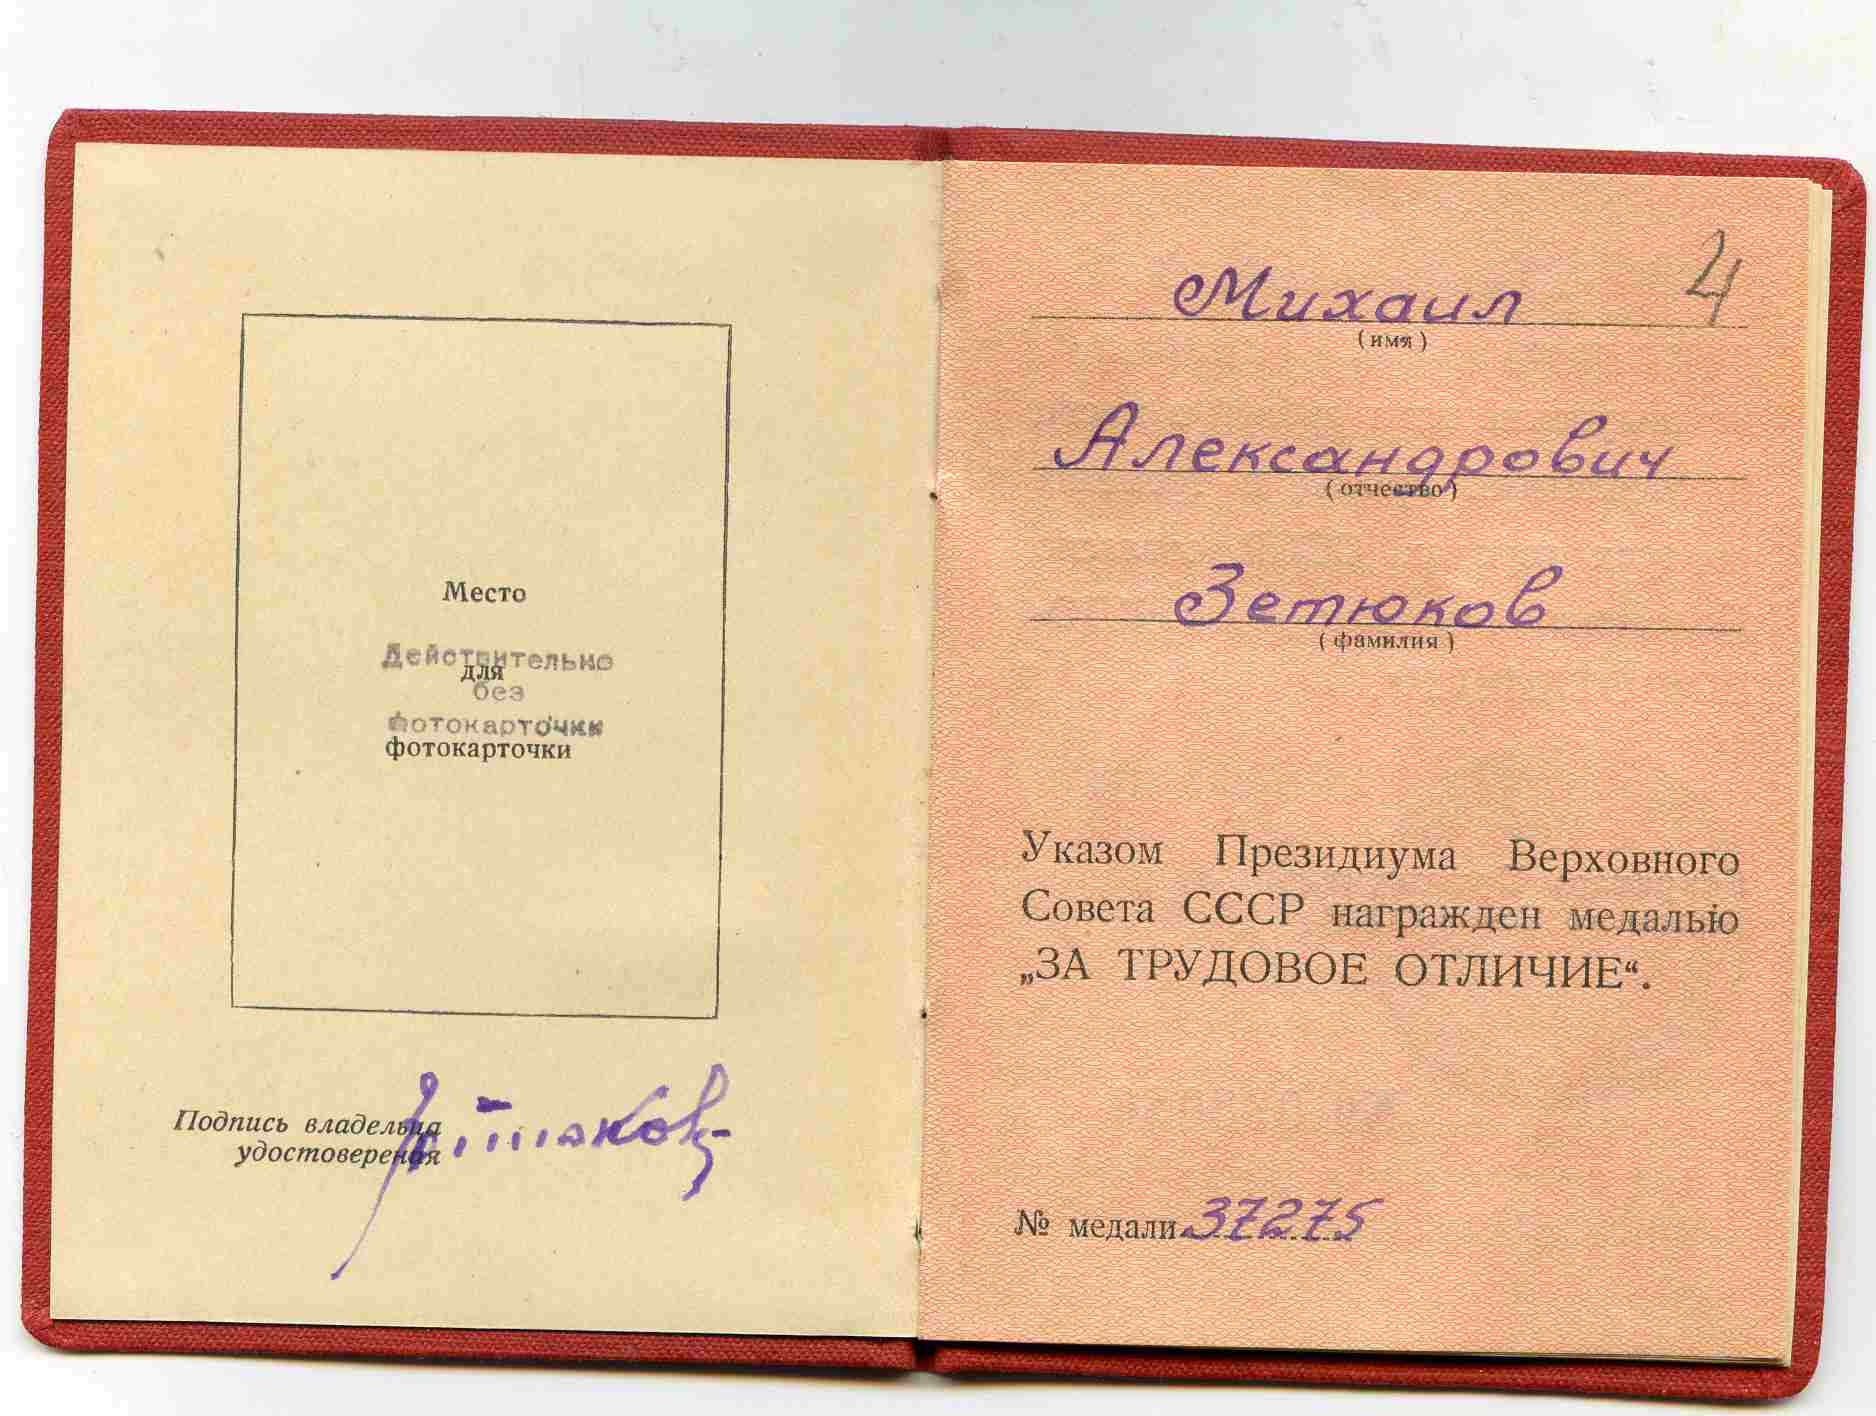 Место
Действительно
для
без
фотокарточки
фотокарточки
Подпись владельца
удостоверения
4
Михаил
(имя)
Александрович
(отчество)
Зетюков
(фамилия)
Указом Президиума Верховного
Совета СССР награжден медалью
„ЗА ТРУДОВОЕ ОТЛИЧИЕ“.
№ медали 37275